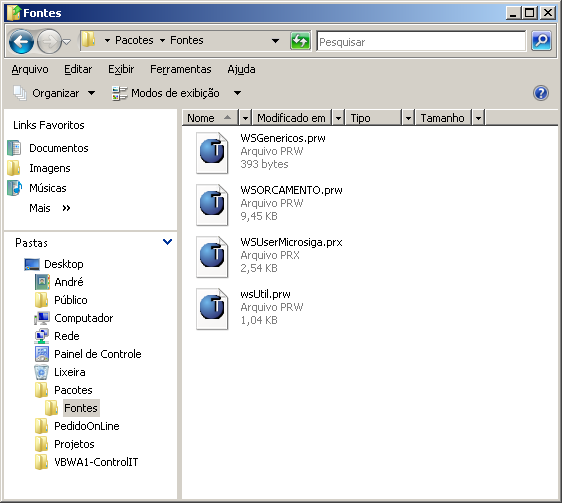 Fontes
Pacotes Fontes
Pesquisar
Arquivo Editar Exibir Ferramentas Ajuda
Organizar Modos de exibição
Links Favoritos
Documentos
Imagens
Músicas
Mais »
Pastas
Desktop
André
Público
Computador
Rede
Painel de Controle
Lixeira
Pacotes
Fontes
PedidoOnLine
Projetos
VBWA1-ControlIT
Nome Modificado em Tipo Tamanho
WSGenericos.prw
Arquivo PRW
393 bytes
WSORCAMENTO.prw
Arquivo PRW
9,45 KB
WSUserMicrosiga.prx
Arquivo PRX
2,54 KB
wsUtil.prw
Arquivo PRW
1,04 KB